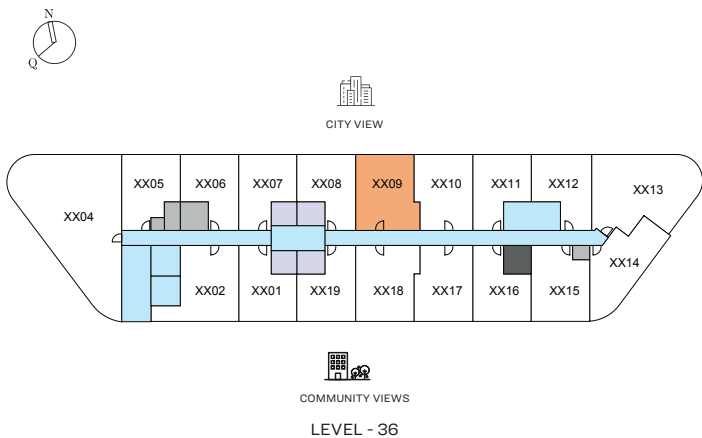 N
Q
CITY VIEW
XX05 XX06 XX07 XX08 XX09 XX10 XX11 XX12
XX13
XX04
XX14
XX02 XX01 XX19 XX18 XX17 XX16 XX15
COMMUNITY VIEWS
LEVEL - 36